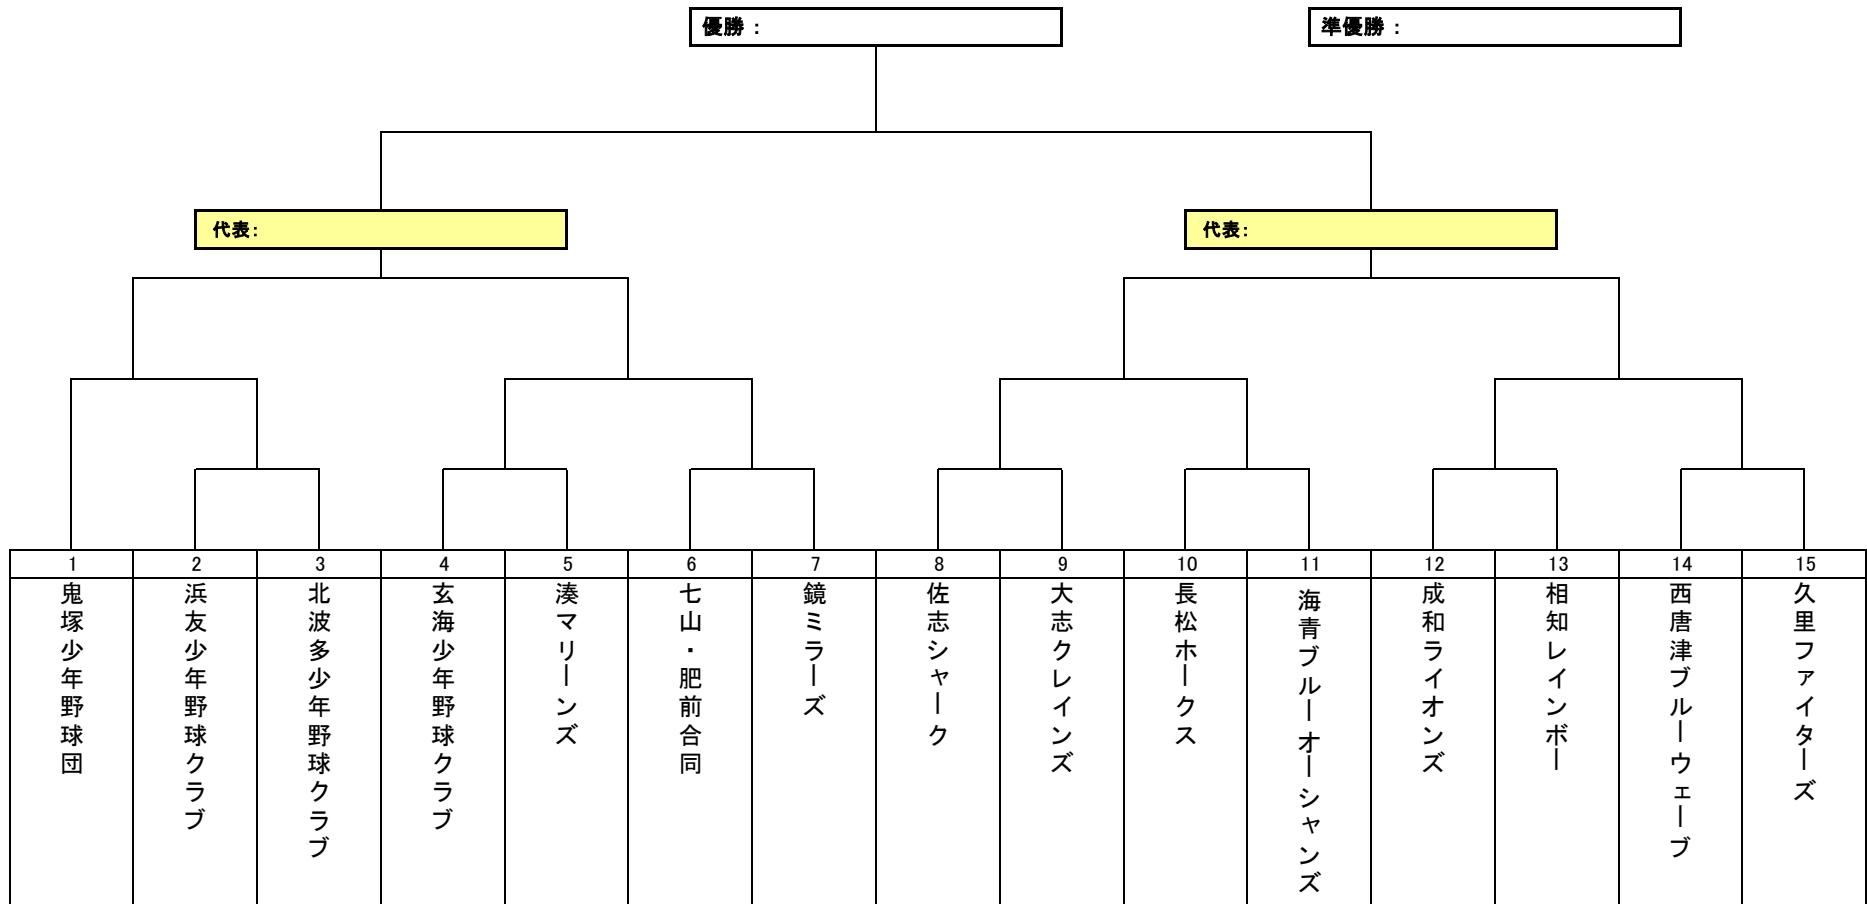 優勝：
準優勝：
代表：
代表：
1
2
3
4
5
6
7
8
9
10
11
12
13
14
15
鬼塚少年野球団
浜友少年野球クラブ
北波多少年野球クラブ
玄海少年野球クラブ
湊マリーンズ
七山・肥前合同
鏡ミラーズ
佐志シャーク
大志クレインズ
長松ホークス
海青ブルーオーシャンズ
成和ライオンズ
相知レインボー
西唐津ブルーウェーブ
久里ファイターズ